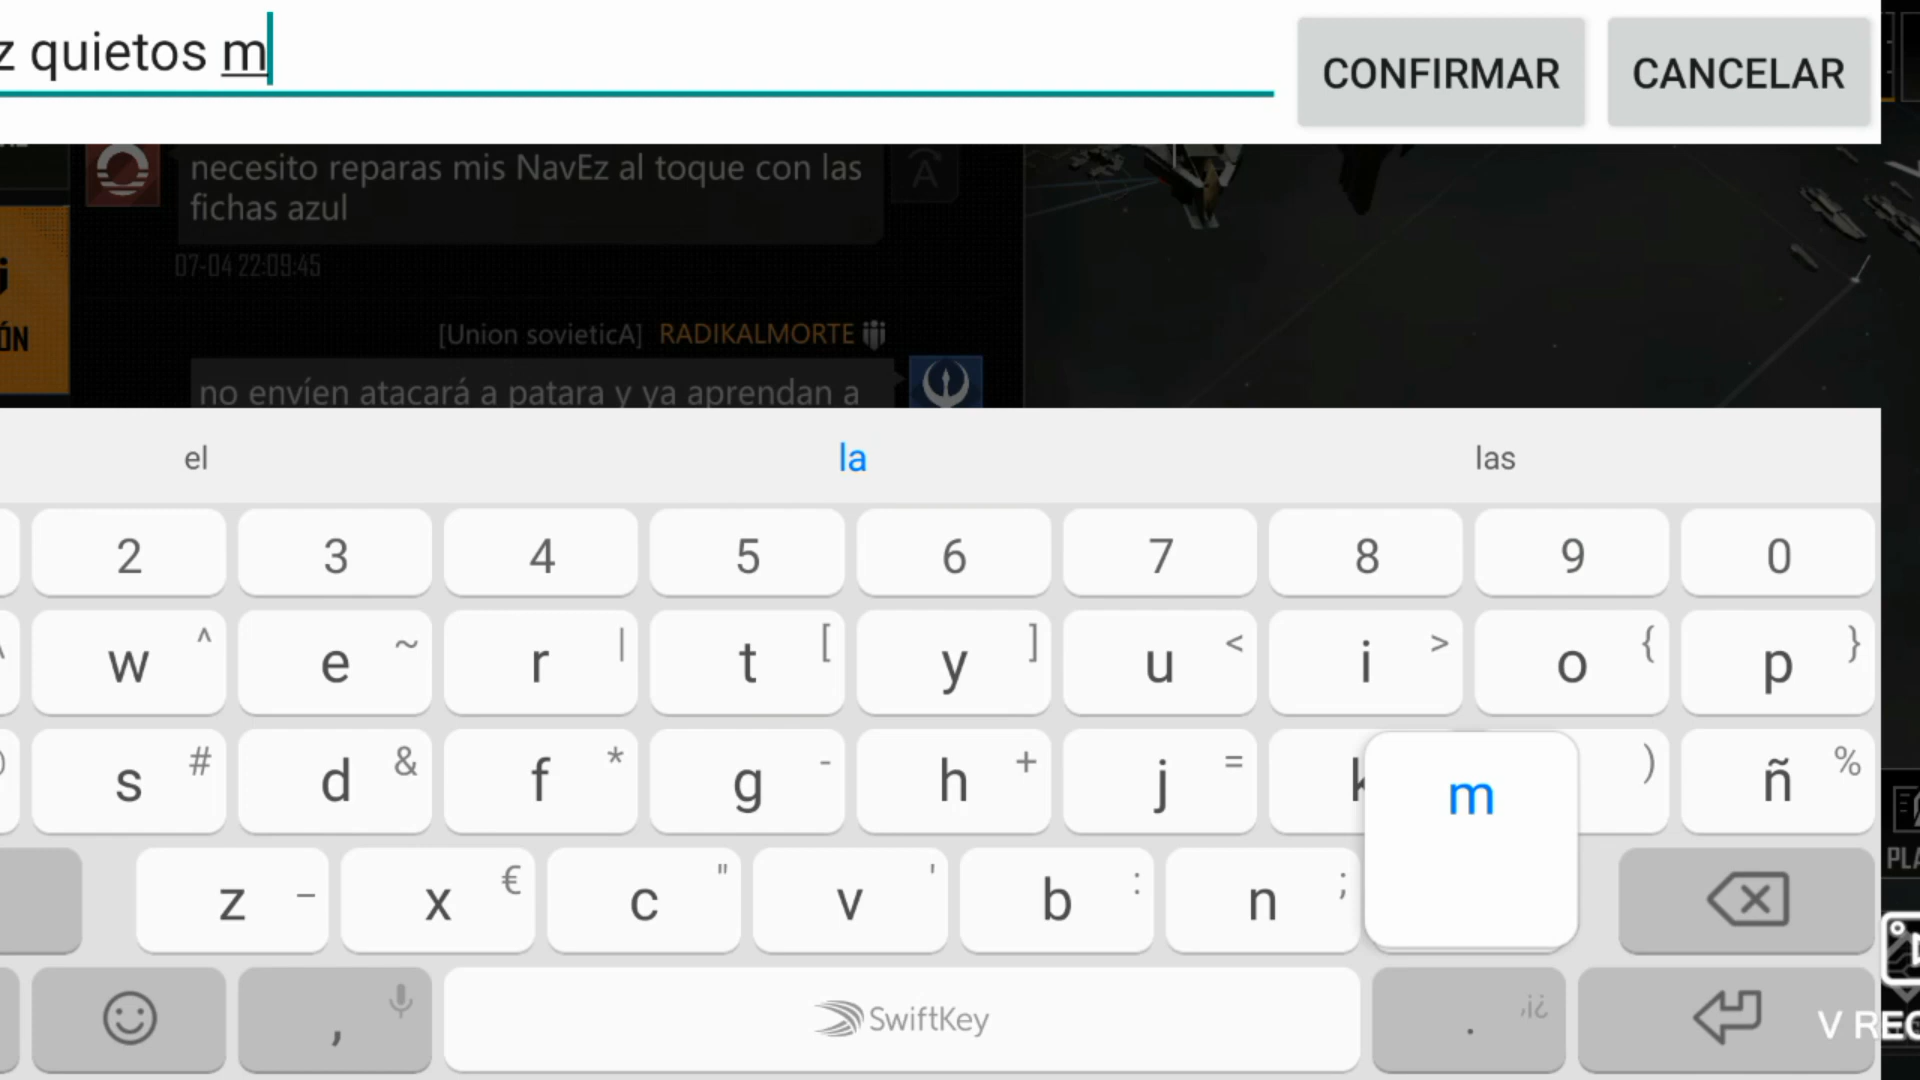 z quietos m
CONFIRMAR
CANCELAR
necesito reparas mis NavEz al toque con las
fichas azul
07-04 22:09:45
[Union sovieticA] RADIKALMORTE
no envíen atacará a patara y ya aprendan a
ÓN
el la las
2 3 4 5 6 7 8 9 0
w ^ e ~ r | t [ y ] u < i > o { p }
s # d & f * g - h + j = k ) ñ %
m
z _ x € c " v ' b : n ;
, SwiftKey . ,¡¿
PLA
V REC